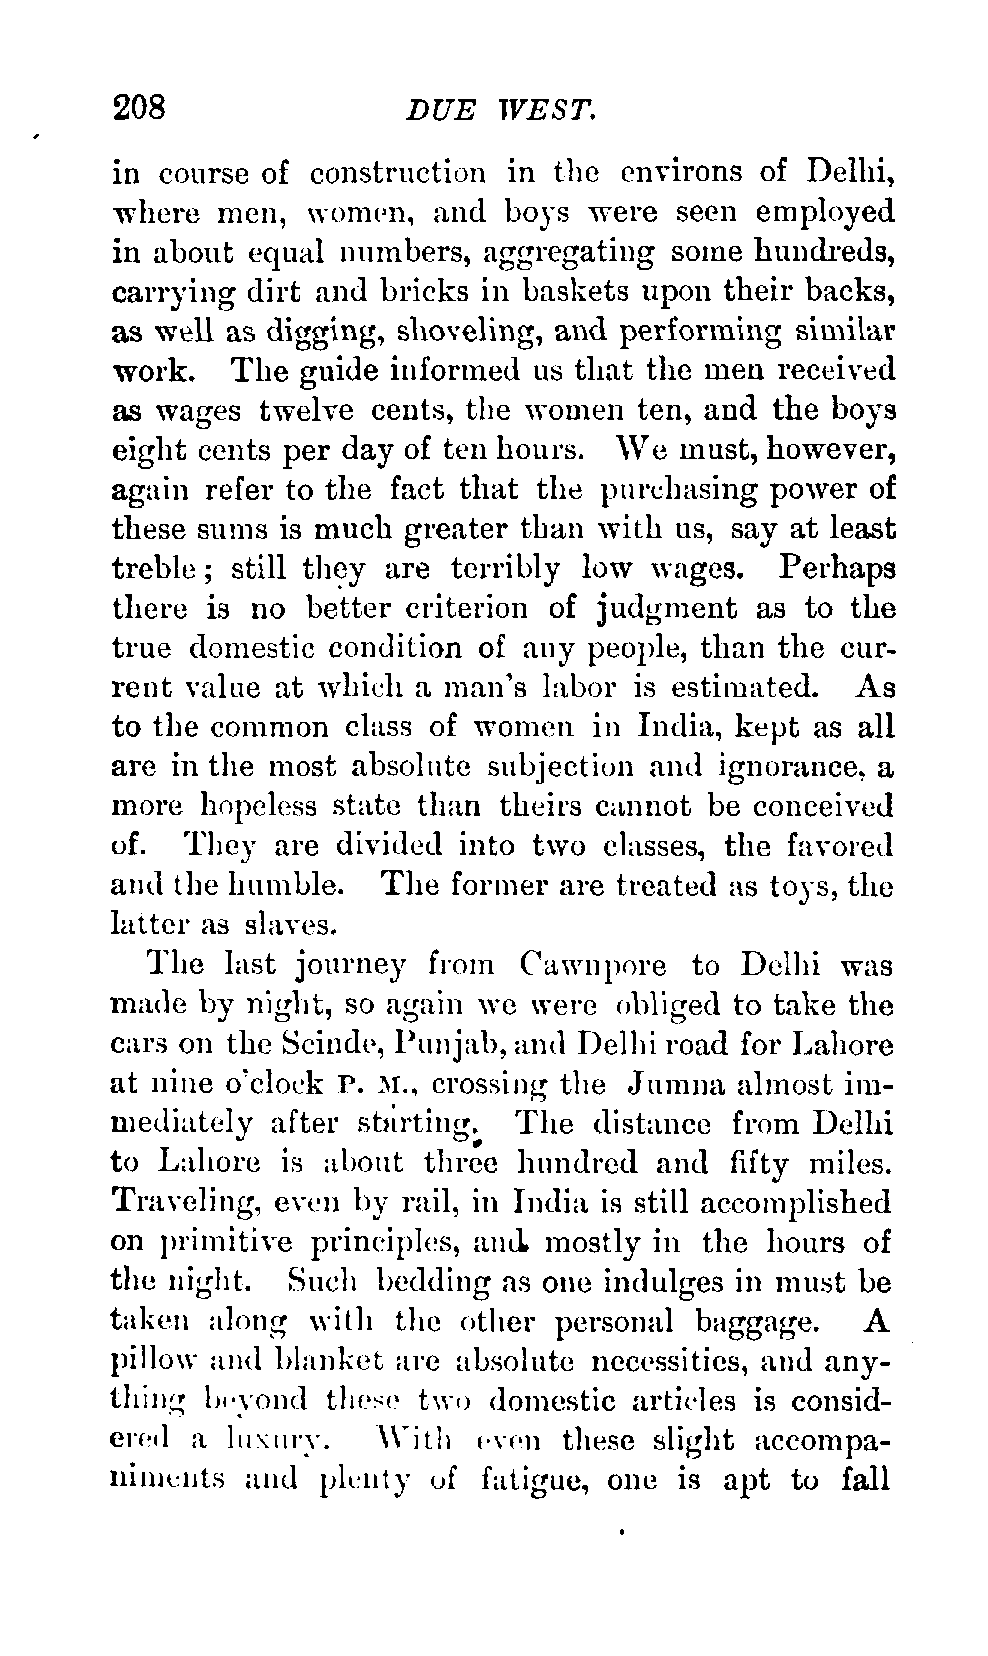 208 DUE WEST.
in course of construction in the environs of Delhi,
where men, women, and boys were seen employed
in about equal numbers, aggregating some hundreds,
carrying dirt and bricks in baskets upon their backs,
as well as digging, shoveling, and performing similar
work. The guide informed us that the men received
as wages twelve cents, the women ten, and the boys
eight cents per day of ten hours. We must, however,
again refer to the fact that the purchasing power of
these sums is much greater than with us, say at least
treble; still they are terribly low wages. Perhaps
there is no better criterion of judgment as to the
true domestic condition of any people, than the cur-
rent value at which a man's labor is estimated. As
to the common class of women in India, kept as all
are in the most absolute subjection and ignorance, a
more hopeless state than theirs cannot be conceived
of. They are divided into two classes, the favored
and the humble. The former are treated as toys, the
latter as slaves.
The last journey from Cawnpore to Delhi was
made by night, so again we were obliged to take the
cars on the Scinde, Punjab, and Delhi road for Lahore
at nine o'clock P. M., crossing the Jumna almost im-
mediately after starting. The distance from Delhi
to Lahore is about three hundred and fifty miles.
Traveling, even by rail, in India is still accomplished
on primitive principles, and mostly in the hours of
the night. Such bedding as one indulges in must be
taken along with the other personal baggage. A
pillow and blanket are absolute necessities, and any-
thing beyond these two domestic articles is consid-
ered a luxury. With even these slight accompa-
niments and plenty of fatigue, one is apt to fall